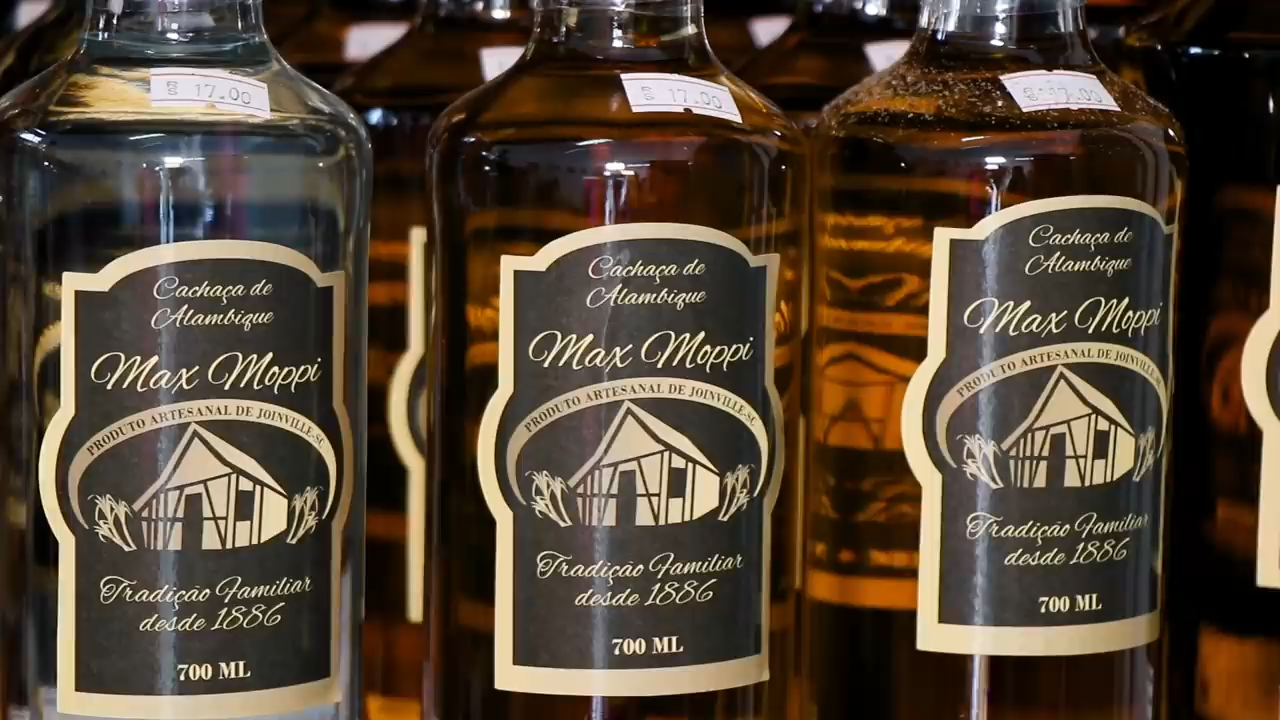 17.00
Cachaça de
Alambique
Max Moppi
PRODUTO ARTESANAL DE JOINVILLE-SC
Tradição Familiar
desde 1886
700 ML
17.00
Cachaça de
Alambique
Max Moppi
PRODUTO ARTESANAL DE JOINVILLE-SC
Tradição Familiar
desde 1886
700 ML
17.00
Cachaça de
Alambique
Max Moppi
PRODUTO ARTESANAL DE JOINVILLE
Tradição Familiar
desde 1886
700 ML